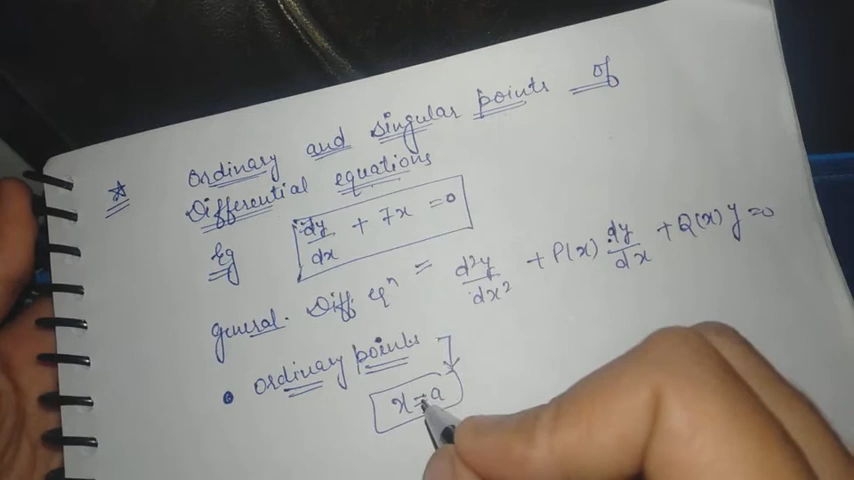 ☆ Ordinary and singular points of
Differential equations
Eg dy/dx + 7x = 0
general. Diff. eqⁿ = d²y/dx² + P(x) dy/dx + Q(x) y = 0
• Ordinary points
x = a